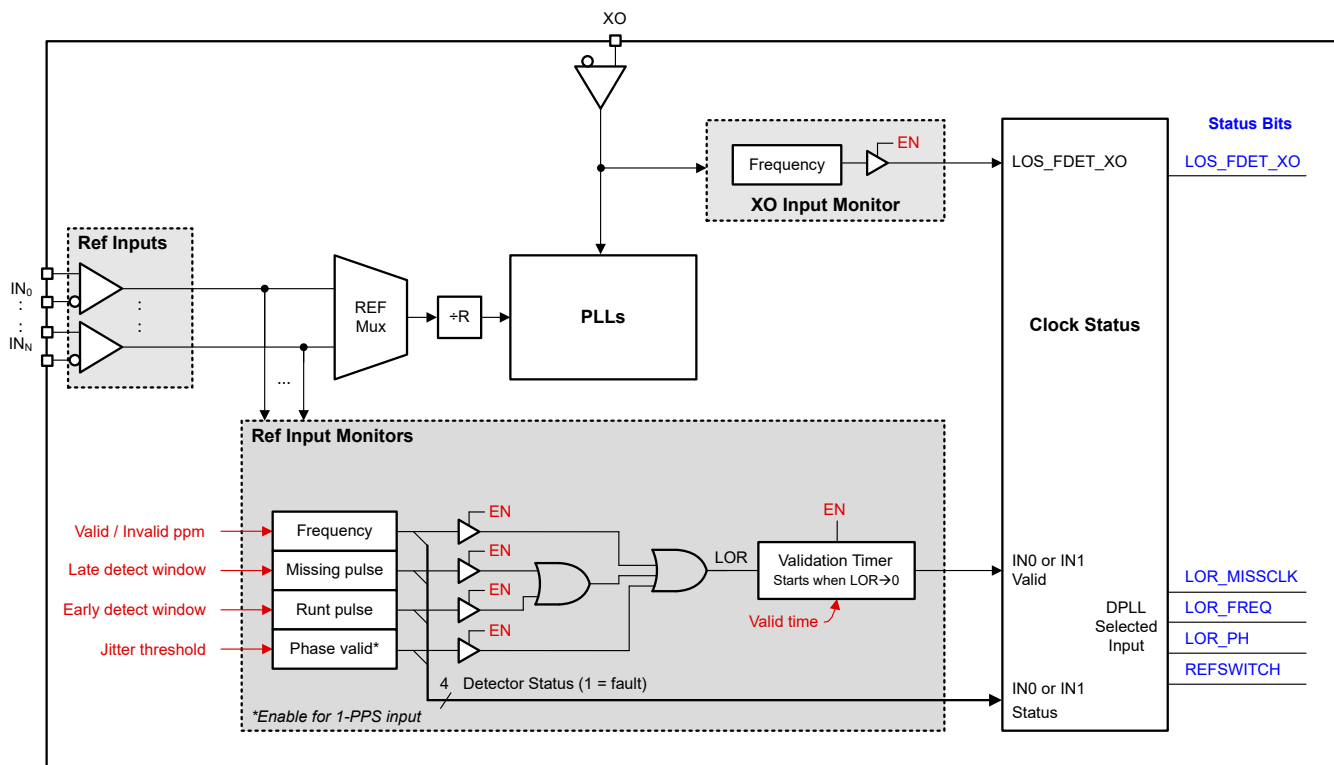 XO
Status Bits
EN
Frequency
LOS_FDET_XO
LOS_FDET_XO
XO Input Monitor
Ref Inputs
IN0
:
:
INN
:
:
:
:
REF
Mux
÷R
PLLs
Clock Status
...
Ref Input Monitors
Valid / Invalid ppm
Frequency
EN
Late detect window
Missing pulse
EN
Early detect window
Runt pulse
EN
Jitter threshold
Phase valid*
EN
LOR
EN
Validation Timer
Starts when LOR→0
Valid time
IN0 or IN1
Valid
DPLL
Selected
Input
LOR_MISSCLK
LOR_FREQ
LOR_PH
REFSWITCH
4 Detector Status (1 = fault)
IN0 or IN1
Status
*Enable for 1-PPS input